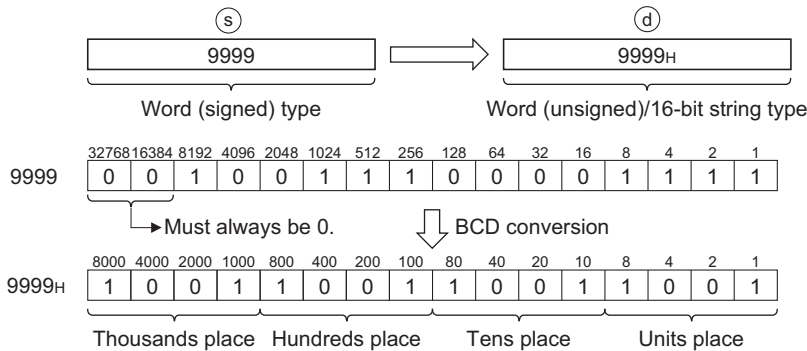 s d
9999 9999H
Word (signed) type Word (unsigned)/16-bit string type
32768 16384 8192 4096 2048 1024 512 256 128 64 32 16 8 4 2 1
9999 0 0 1 0 0 1 1 1 0 0 0 0 1 1 1 1
Must always be 0. BCD conversion
8000 4000 2000 1000 800 400 200 100 80 40 20 10 8 4 2 1
9999H 1 0 0 1 1 0 0 1 1 0 0 1 1 0 0 1
Thousands place Hundreds place Tens place Units place